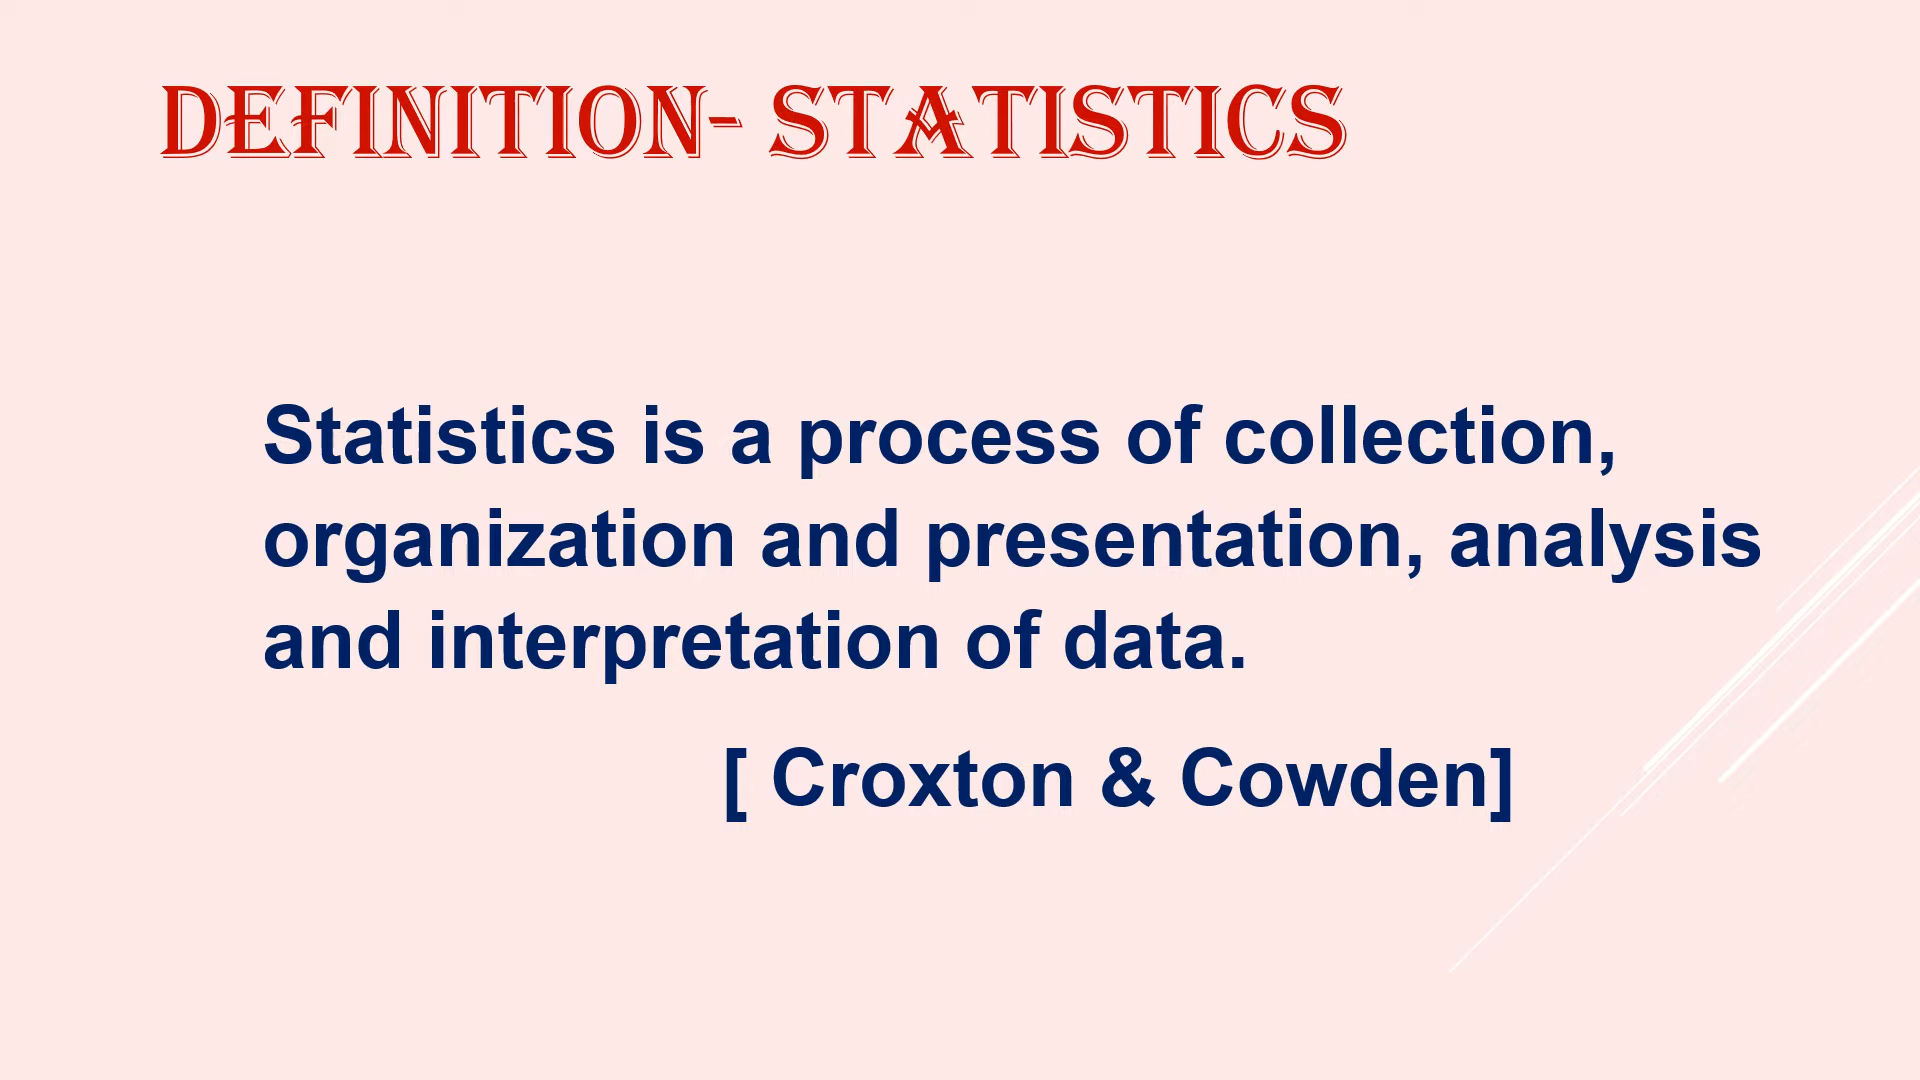 DEFINITION- STATISTICS
Statistics is a process of collection,
organization and presentation, analysis
and interpretation of data.
[ Croxton & Cowden]